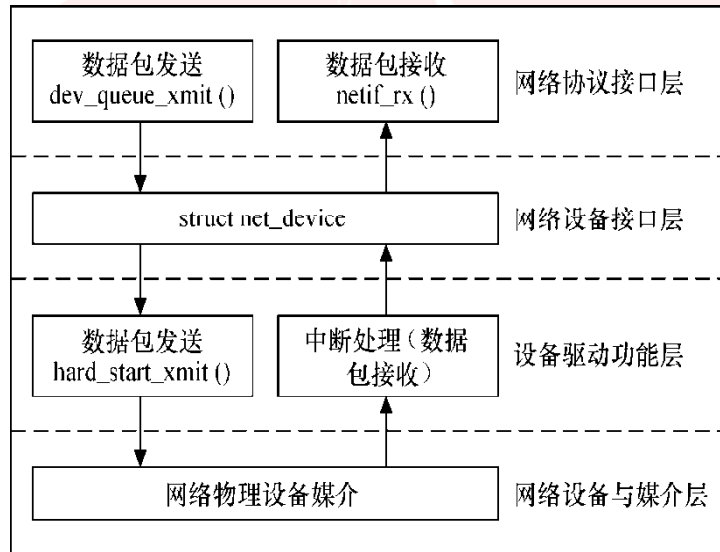 数据包发送
dev_queue_xmit ()
数据包接收
netif_rx ()
网络协议接口层
struct net_device
网络设备接口层
数据包发送
hard_start_xmit ()
中断处理（数据
包接收）
设备驱动功能层
网络物理设备媒介
网络设备与媒介层